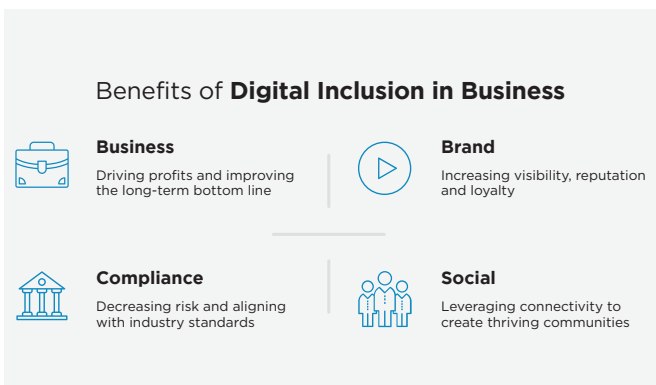 Benefits of Digital Inclusion in Business
Business
Driving profits and improving
the long-term bottom line
Brand
Increasing visibility, reputation
and loyalty
Compliance
Decreasing risk and aligning
with industry standards
Social
Leveraging connectivity to
create thriving communities